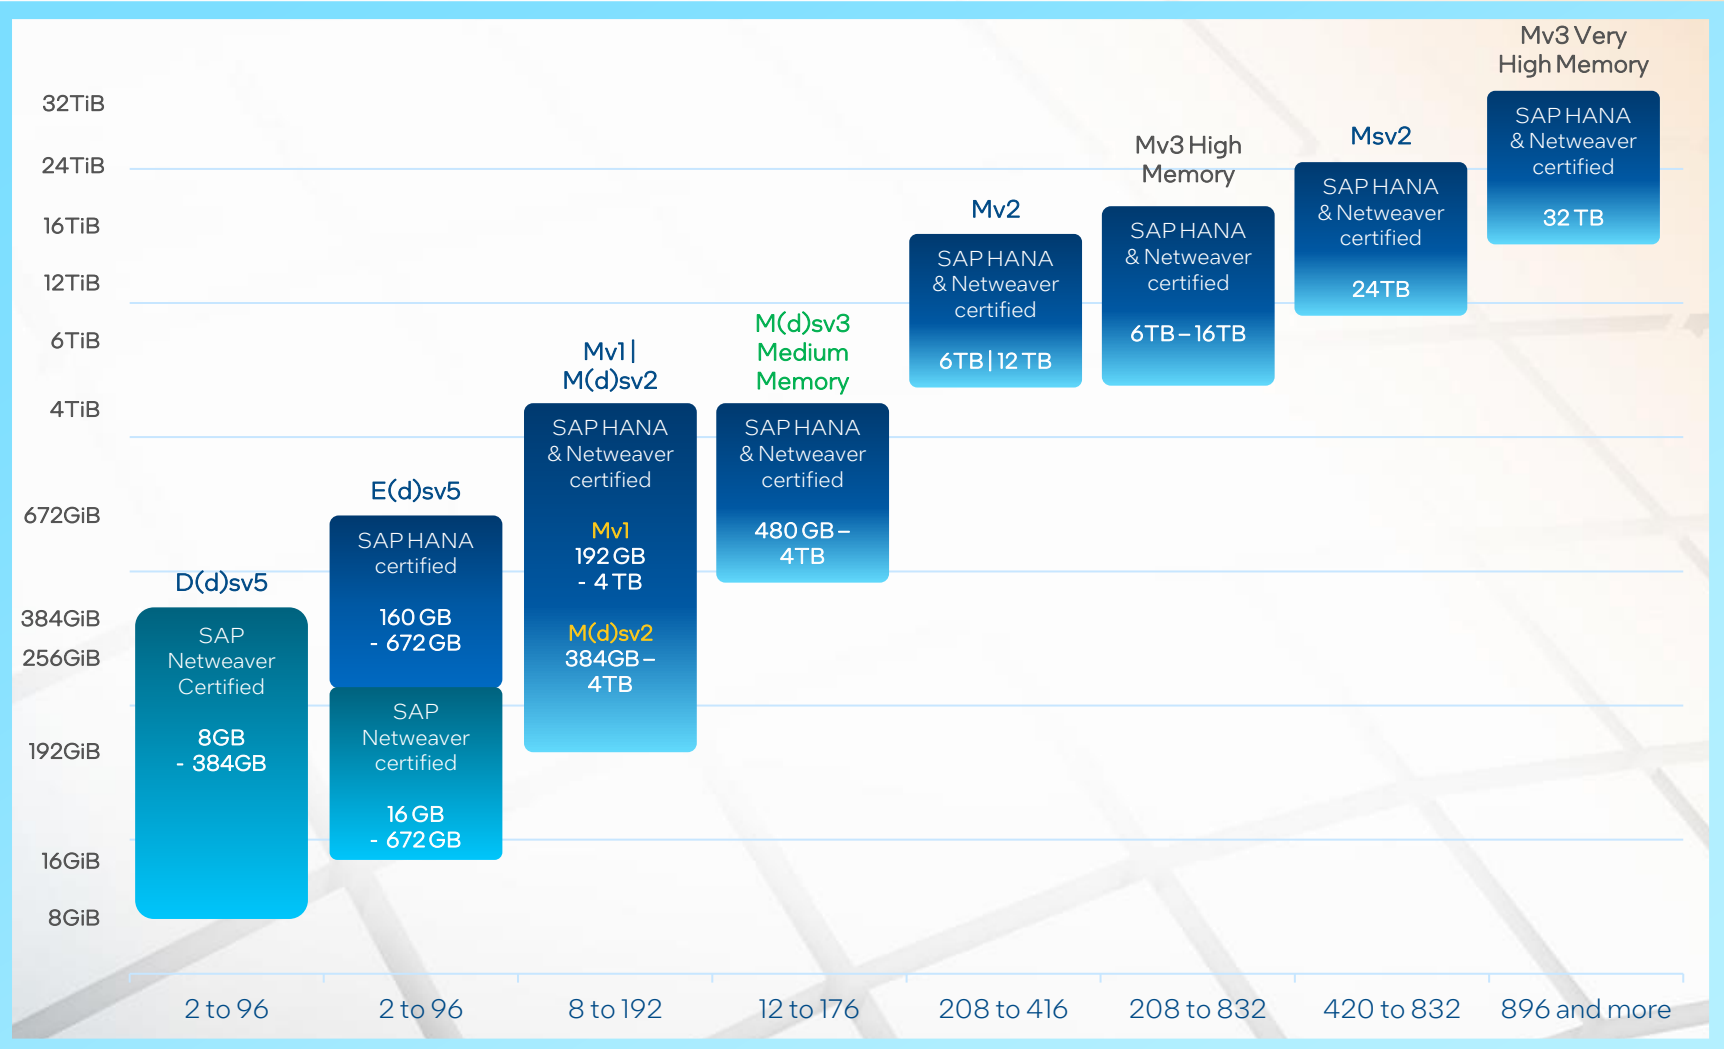 32TiB
24TiB
16TiB
12TiB
6TiB
4TiB
672GiB
384GiB
256GiB
192GiB
16GiB
8GiB
D(d)sv5
SAP
Netweaver
Certified
8GB
- 384GB
E(d)sv5
SAP HANA
certified
160 GB
- 672 GB
SAP
Netweaver
certified
16 GB
- 672 GB
Mv1 |
M(d)sv2
SAP HANA
& Netweaver
certified
Mv1
192 GB
- 4 TB
M(d)sv2
384GB –
4TB
M(d)sv3
Medium
Memory
SAP HANA
& Netweaver
certified
480 GB –
4TB
Mv2
SAP HANA
& Netweaver
certified
6TB | 12 TB
Mv3 High
Memory
SAP HANA
& Netweaver
certified
6TB – 16TB
Msv2
SAP HANA
& Netweaver
certified
24TB
Mv3 Very
High Memory
SAP HANA
& Netweaver
certified
32 TB
2 to 96
2 to 96
8 to 192
12 to 176
208 to 416
208 to 832
420 to 832
896 and more